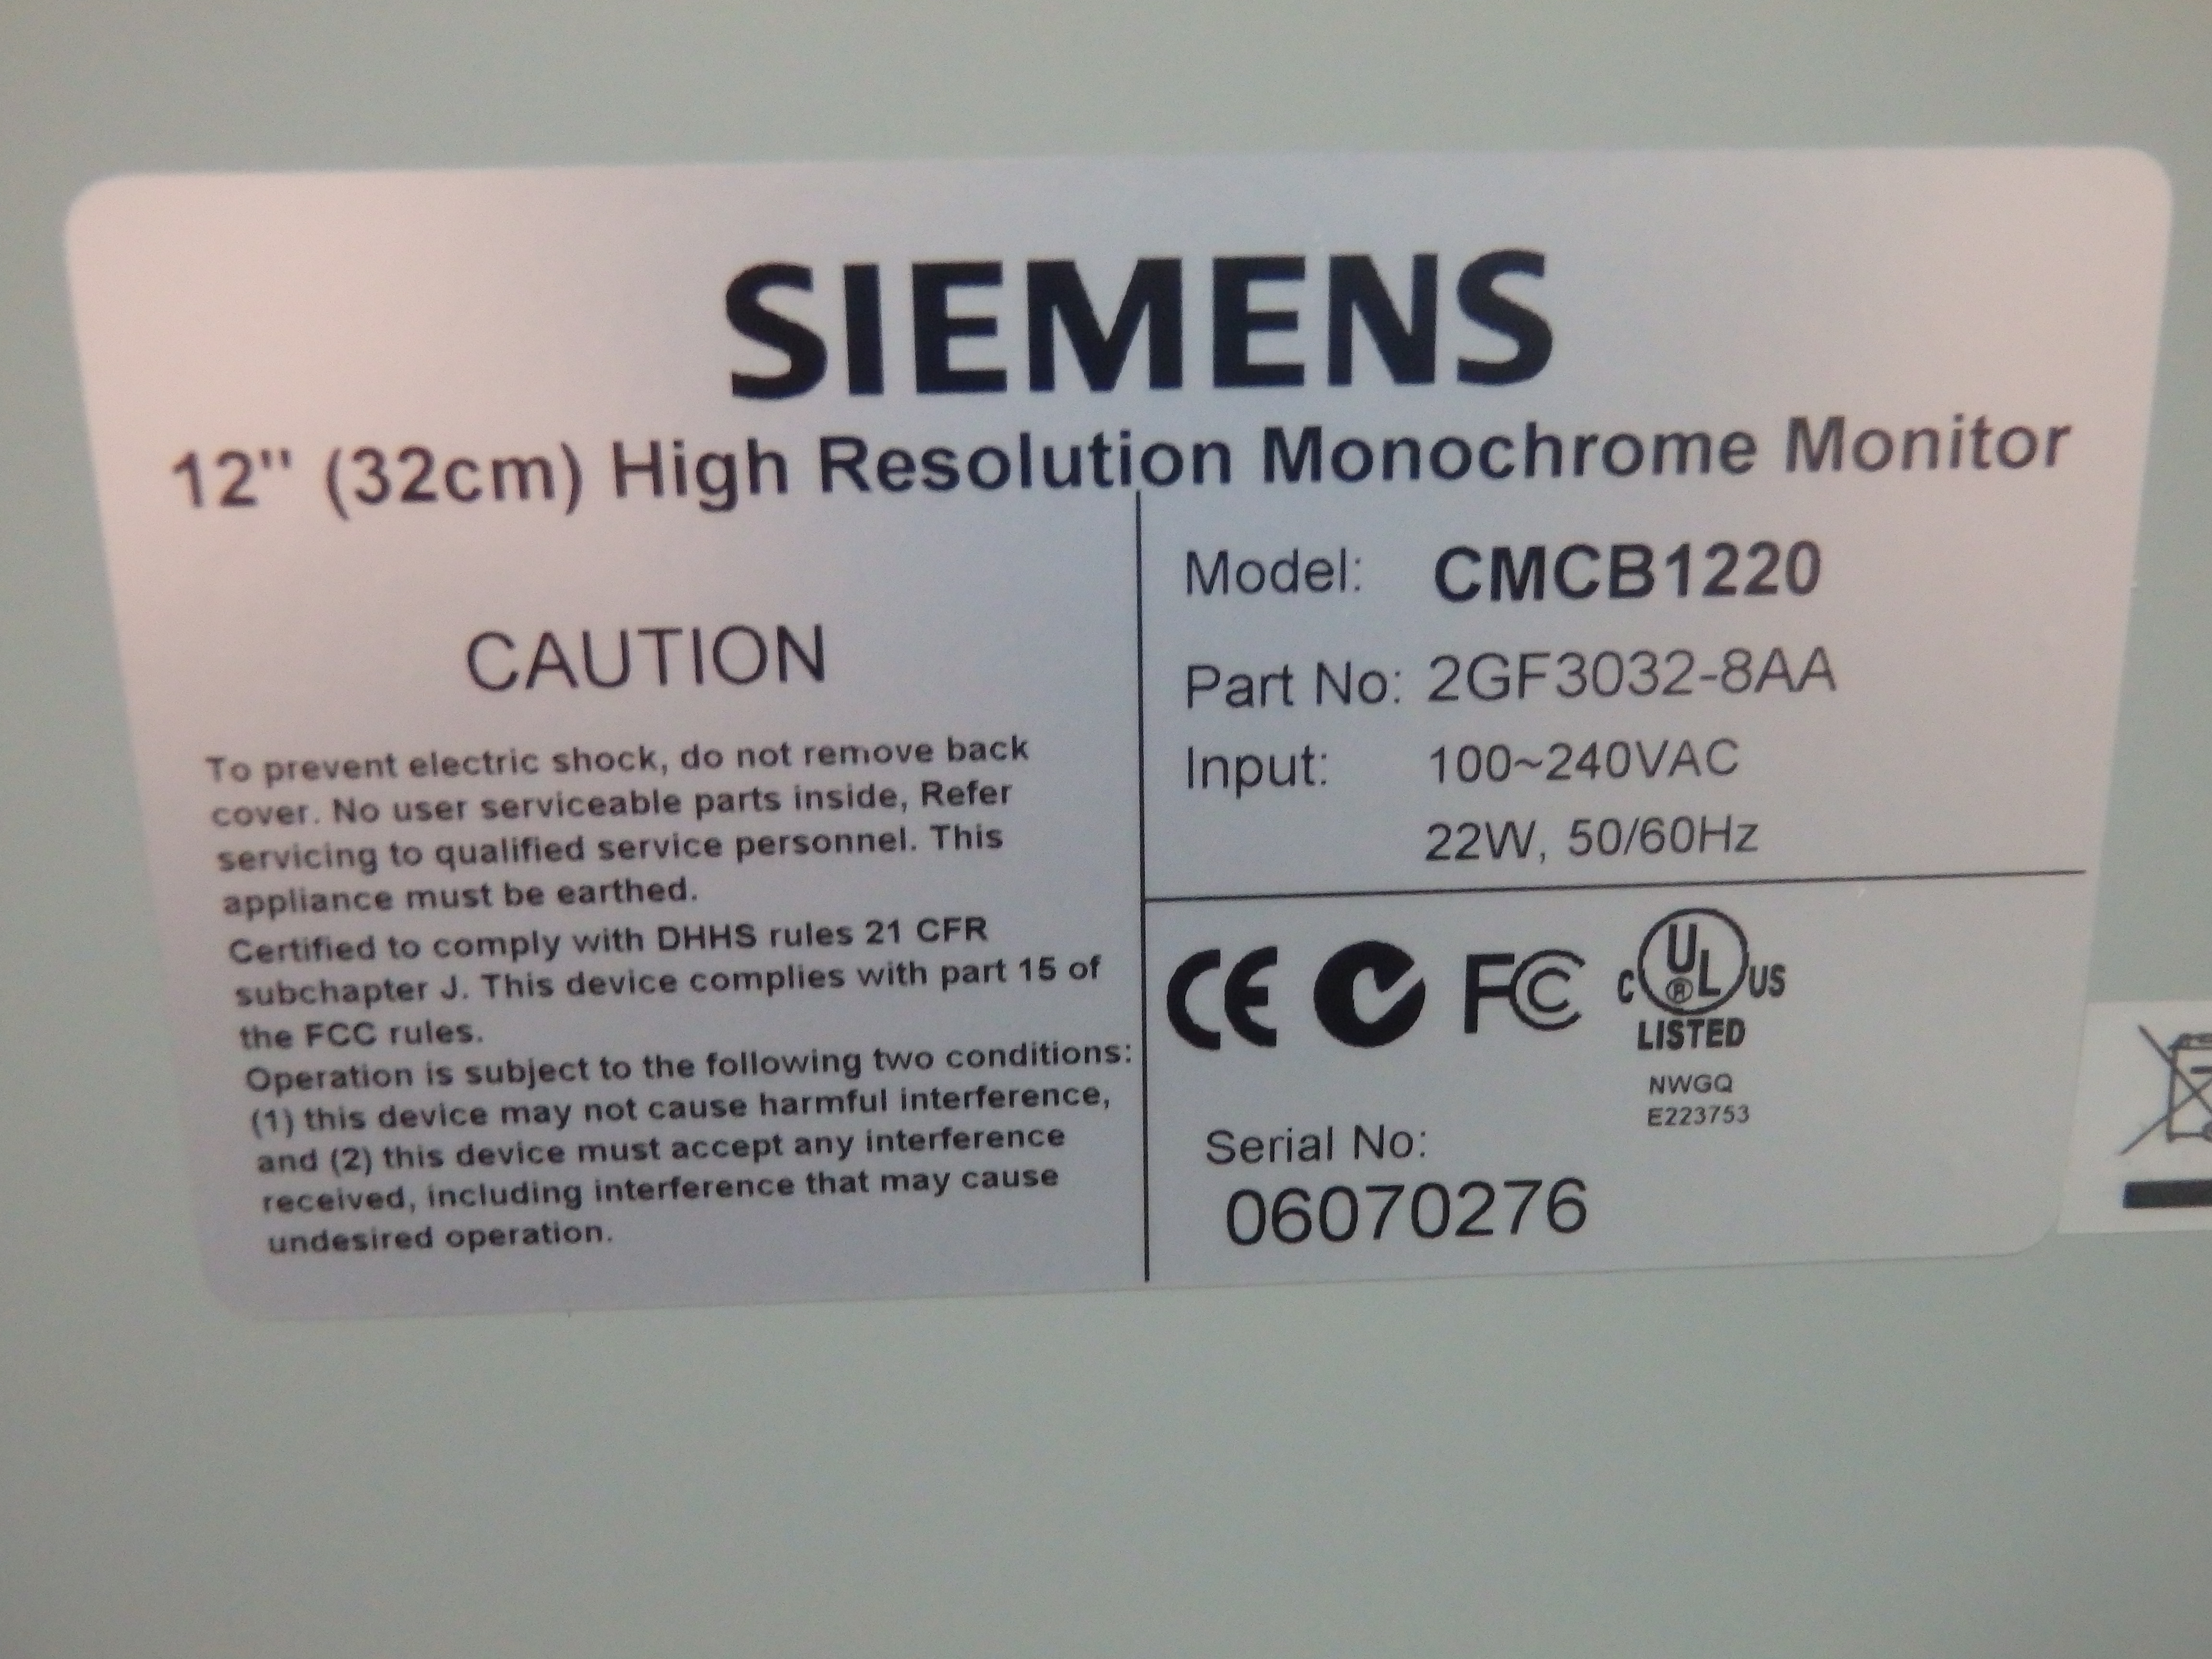 SIEMENS
12" (32cm) High Resolution Monochrome Monitor
CAUTION
To prevent electric shock, do not remove back
cover. No user serviceable parts inside, Refer
servicing to qualified service personnel. This
appliance must be earthed.
Certified to comply with DHHS rules 21 CFR
subchapter J. This device complies with part 15 of
the FCC rules.
Operation is subject to the following two conditions:
(1) this device may not cause harmful interference,
and (2) this device must accept any interference
received, including interference that may cause
undesired operation.
Model: CMCB1220
Part No: 2GF3032-8AA
Input: 100~240VAC
22W, 50/60Hz
CE FC C UL® US
LISTED
NWGQ
E223753
Serial No:
06070276